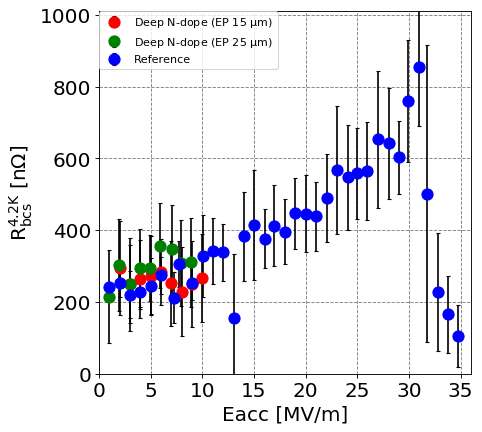 Deep N-dope (EP 15 μm)
Deep N-dope (EP 25 μm)
Reference
1000
800
600
400
200
0
R^{4.2K}_{bcs} [nΩ]
0 5 10 15 20 25 30 35
Eacc [MV/m]